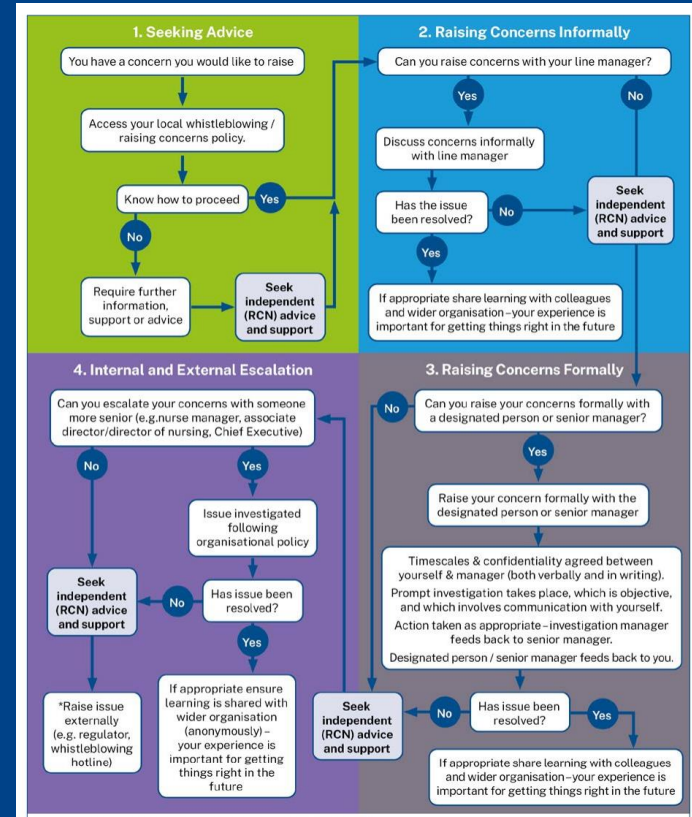 1. Seeking Advice
You have a concern you would like to raise
Access your local whistleblowing /
raising concerns policy.
Know how to proceed
Yes
No
Require further
information,
support or advice
Seek
independent
(RCN) advice
and support
2. Raising Concerns Informally
Can you raise concerns with your line manager?
Yes
No
Discuss concerns informally
with line manager
Has the issue
been resolved?
No
Seek
independent
(RCN) advice
and support
Yes
If appropriate share learning with colleagues
and wider organisation–your experience is
important for getting things right in the future
3. Raising Concerns Formally
No
Can you raise your concerns formally with
a designated person or senior manager?
Yes
Raise your concern formally with the
designated person or senior manager
Timescales & confidentiality agreed between
yourself & manager (both verbally and in writing).
Prompt investigation takes place, which is objective,
and which involves communication with yourself.
Action taken as appropriate–investigation manager
feeds back to senior manager.
Designated person / senior manager feeds back to you.
Has issue been
resolved?
No
Yes
Seek
independent
(RCN) advice
and support
If appropriate share learning with colleagues
and wider organisation–your experience is
important for getting things right in the future
4. Internal and External Escalation
Can you escalate your concerns with someone
more senior (e.g.nurse manager, associate
director/director of nursing, Chief Executive)
No
Yes
Issue investigated
following
organisational policy
Seek
independent
(RCN) advice
and support
No
Has issue been
resolved?
Yes
*Raise issue
externally
(e.g. regulator,
whistleblowing
hotline)
If appropriate ensure
learning is shared with
wider organisation
(anonymously) –
your experience is
important for getting
things right in the
future